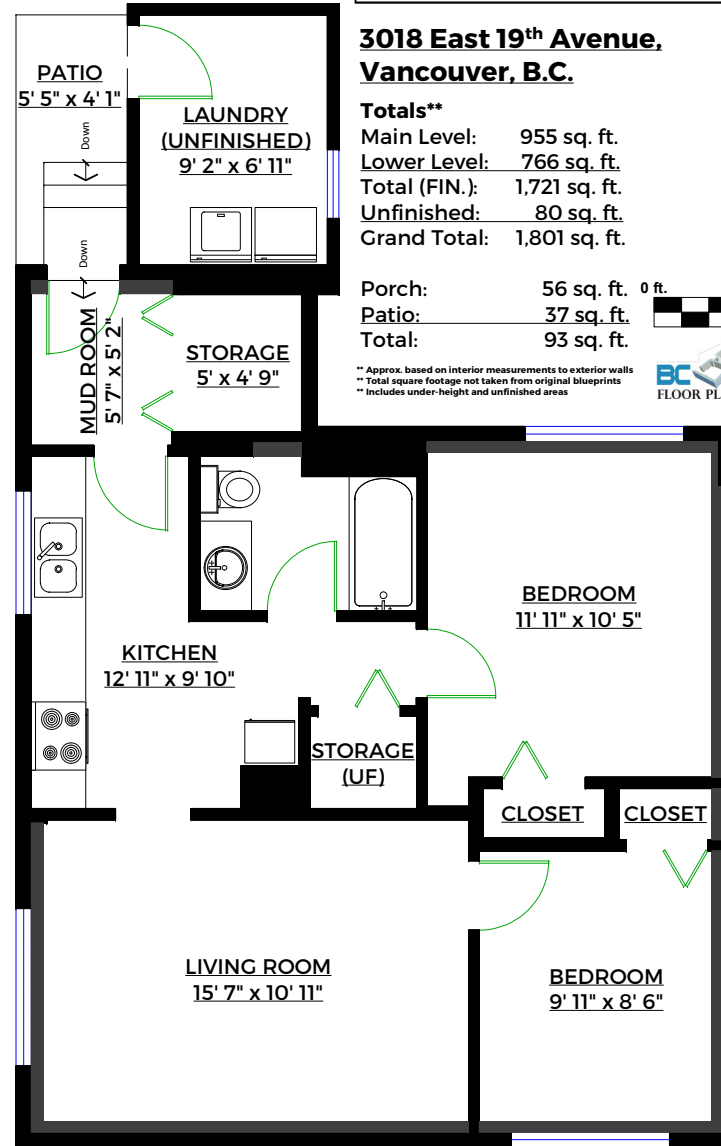 3018 East 19th Avenue,
Vancouver, B.C.
Totals**
Main Level: 955 sq. ft.
Lower Level: 766 sq. ft.
Total (FIN.): 1,721 sq. ft.
Unfinished: 80 sq. ft.
Grand Total: 1,801 sq. ft.
Porch: 56 sq. ft.
Patio: 37 sq. ft.
Total: 93 sq. ft.
0 ft.
** Approx. based on interior measurements to exterior walls
** Total square footage not taken from original blueprints
** Includes under-height and unfinished areas
BC
FLOOR PL
PATIO
5' 5" x 4' 1"
Down
Down
LAUNDRY
(UNFINISHED)
9' 2" x 6' 11"
MUD ROOM
5' 7" x 5' 2"
STORAGE
5' x 4' 9"
KITCHEN
12' 11" x 9' 10"
BEDROOM
11' 11" x 10' 5"
STORAGE
(UF)
CLOSET
CLOSET
LIVING ROOM
15' 7" x 10' 11"
BEDROOM
9' 11" x 8' 6"